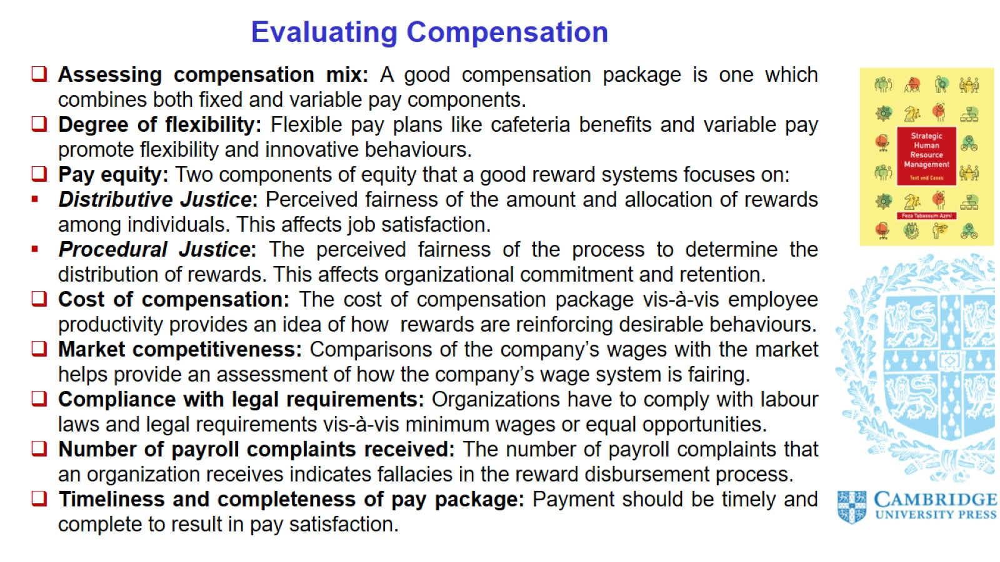 Evaluating Compensation
❑ Assessing compensation mix: A good compensation package is one which
combines both fixed and variable pay components.
❑ Degree of flexibility: Flexible pay plans like cafeteria benefits and variable pay
promote flexibility and innovative behaviours.
❑ Pay equity: Two components of equity that a good reward systems focuses on:
▪ Distributive Justice: Perceived fairness of the amount and allocation of rewards
among individuals. This affects job satisfaction.
▪ Procedural Justice: The perceived fairness of the process to determine the
distribution of rewards. This affects organizational commitment and retention.
❑ Cost of compensation: The cost of compensation package vis-à-vis employee
productivity provides an idea of how  rewards are reinforcing desirable behaviours.
❑ Market competitiveness: Comparisons of the company’s wages with the market
helps provide an assessment of how the company’s wage system is fairing.
❑ Compliance with legal requirements: Organizations have to comply with labour
laws and legal requirements vis-à-vis minimum wages or equal opportunities.
❑ Number of payroll complaints received: The number of payroll complaints that
an organization receives indicates fallacies in the reward disbursement process.
❑ Timeliness and completeness of pay package: Payment should be timely and
complete to result in pay satisfaction.
Strategic
Human
Resource
Management
Text and Cases
Feza Tabassum Azmi
CAMBRIDGE
UNIVERSITY PRESS